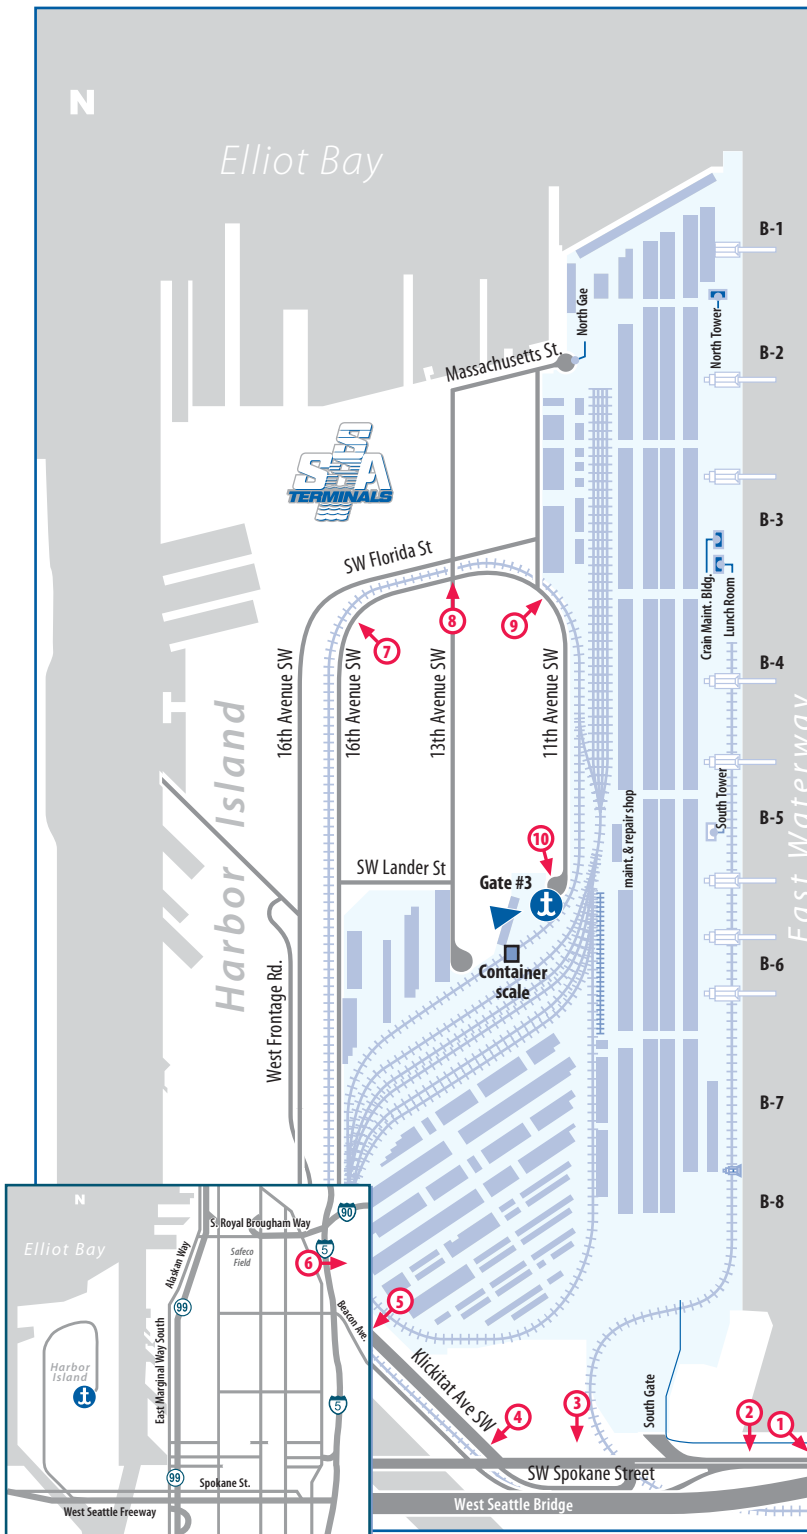 N
Elliot Bay
B-1
North Gae
North Tower
B-2
Massachusetts St.
SSA
TERMINALS
B-3
SW Florida St
Crain Maint. Bldg.
Lunch Room
8
9
7
16th Avenue SW
16th Avenue SW
13th Avenue SW
11th Avenue SW
B-4
Harbor Island
East Waterway
South Tower
maint. & repair shop
B-5
10
SW Lander St
Gate #3
Container
scale
B-6
West Frontage Rd.
B-7
B-8
N
Elliot Bay
S. Royal Brougham Way
90
Alaskan Way
Safeco
Field
5
6
Beacon Ave.
99
East Marginal Way South
Harbor
Island
5
99
Spokane St.
West Seattle Freeway
5
Klickitat Ave SW
4
3
South Gate
2
1
SW Spokane Street
West Seattle Bridge